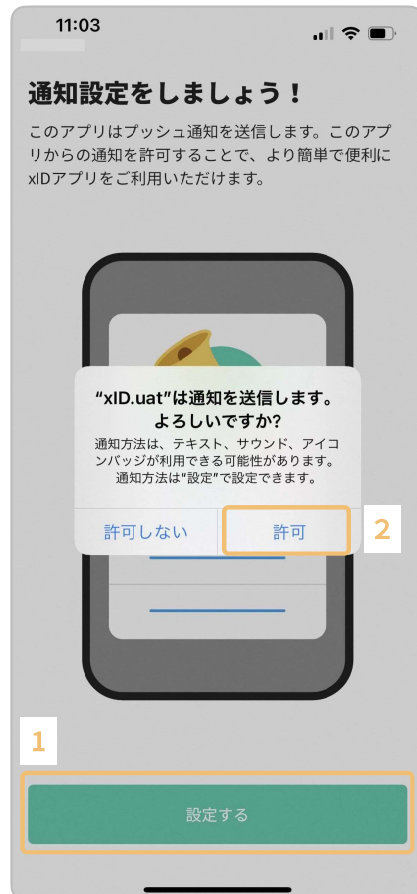 11:03
通知設定をしましょう！
このアプリはプッシュ通知を送信します。このアプ
リからの通知を許可することで、より簡単で便利に
xIDアプリをご利用いただけます。
“xID.uat”は通知を送信します。
よろしいですか?
通知方法は、テキスト、サウンド、アイコ
ンバッジが利用できる可能性があります。
通知方法は“設定”で設定できます。
許可しない
許可
2
1
設定する